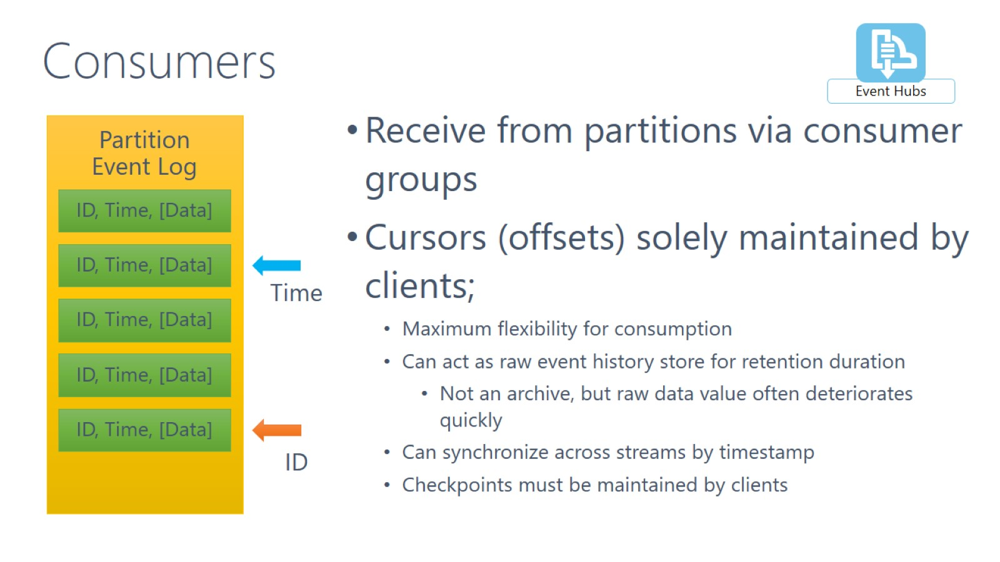 Consumers
Event Hubs
Partition
Event Log
ID, Time, [Data]
ID, Time, [Data]
Time
ID, Time, [Data]
ID, Time, [Data]
ID, Time, [Data]
ID
• Receive from partitions via consumer
groups
• Cursors (offsets) solely maintained by
clients;
• Maximum flexibility for consumption
• Can act as raw event history store for retention duration
• Not an archive, but raw data value often deteriorates
quickly
• Can synchronize across streams by timestamp
• Checkpoints must be maintained by clients